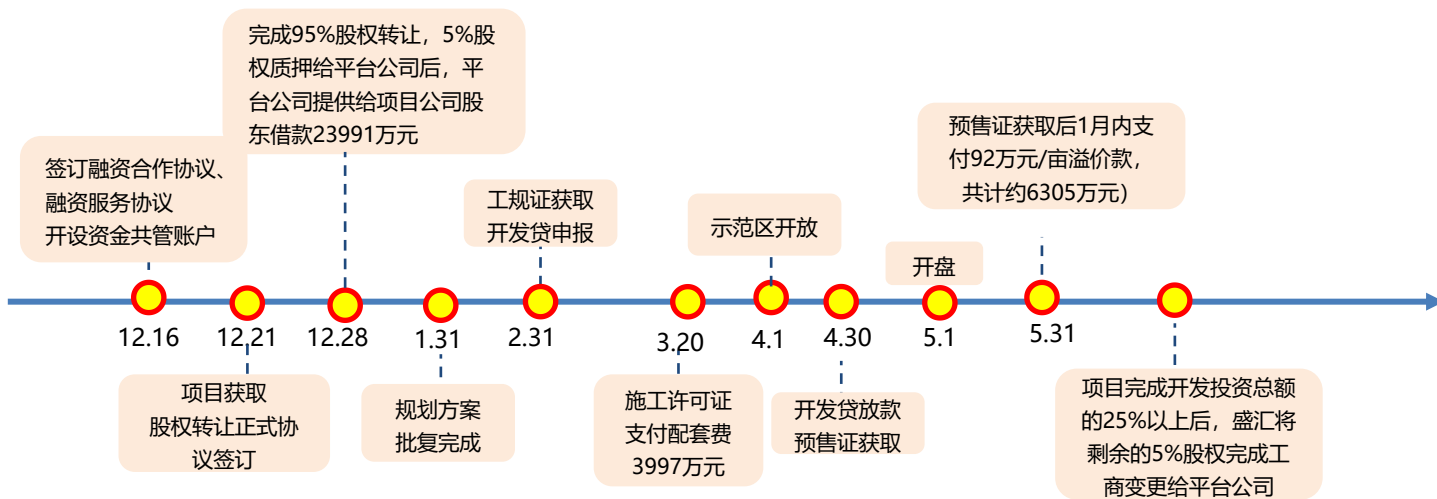 完成95%股权转让，5%股
权质押给平台公司后，平
台公司提供给项目公司股
东借款23991万元
签订融资合作协议、
融资服务协议
开设资金共管账户
工规证获取
开发贷申报
示范区开放
开盘
预售证获取后1月内支
付92万元/亩溢价款，
共计约6305万元）
12.16
12.21
12.28
1.31
2.31
3.20
4.1
4.30
5.1
5.31
项目获取
股权转让正式协
议签订
规划方案
批复完成
施工许可证
支付配套费
3997万元
开发贷放款
预售证获取
项目完成开发投资总额
的25%以上后，盛汇将
剩余的5%股权完成工
商变更给平台公司